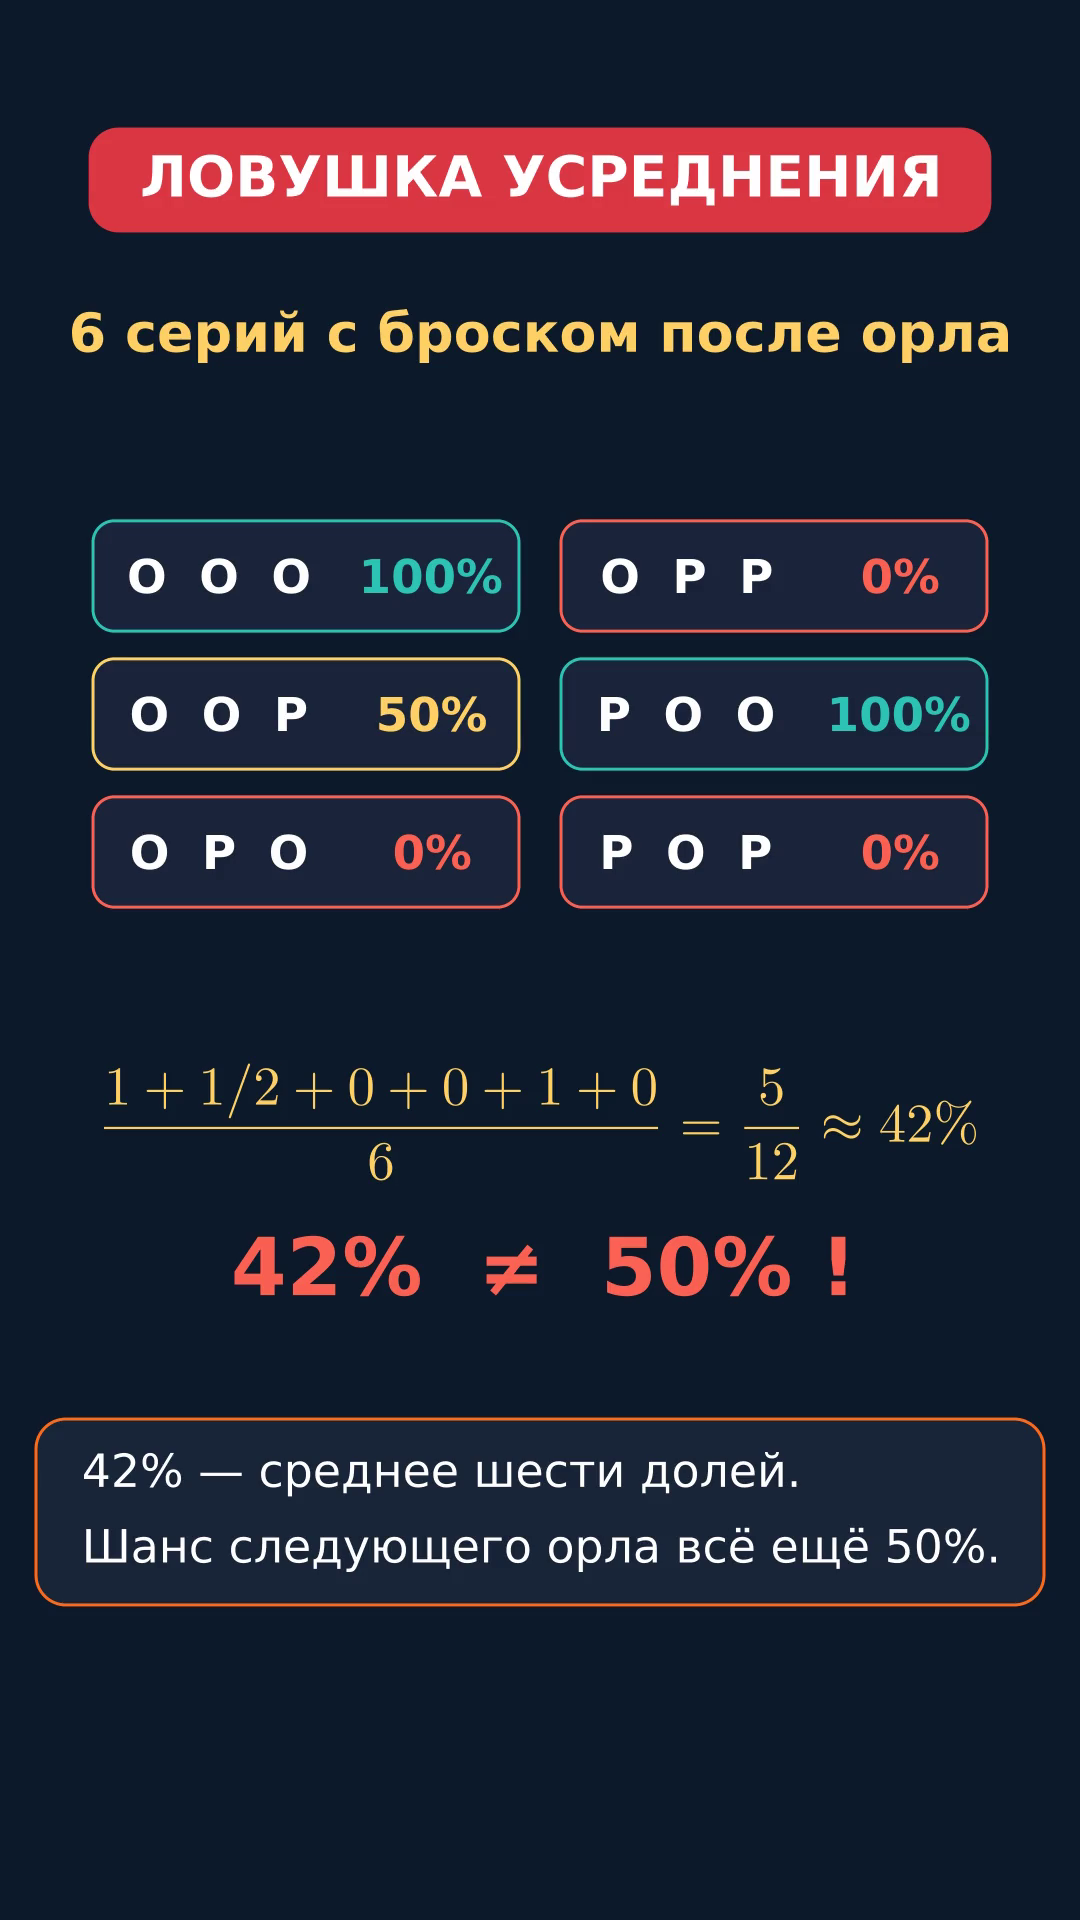 ЛОВУШКА УСРЕДНЕНИЯ
6 серий с броском после орла
О О О 100%
О Р Р 0%
О О Р 50%
Р О О 100%
О Р О 0%
Р О Р 0%
(1 + 1/2 + 0 + 0 + 1 + 0)/6 = 5/12 ≈ 42%
42% ≠ 50% !
42% — среднее шести долей.
Шанс следующего орла всё ещё 50%.